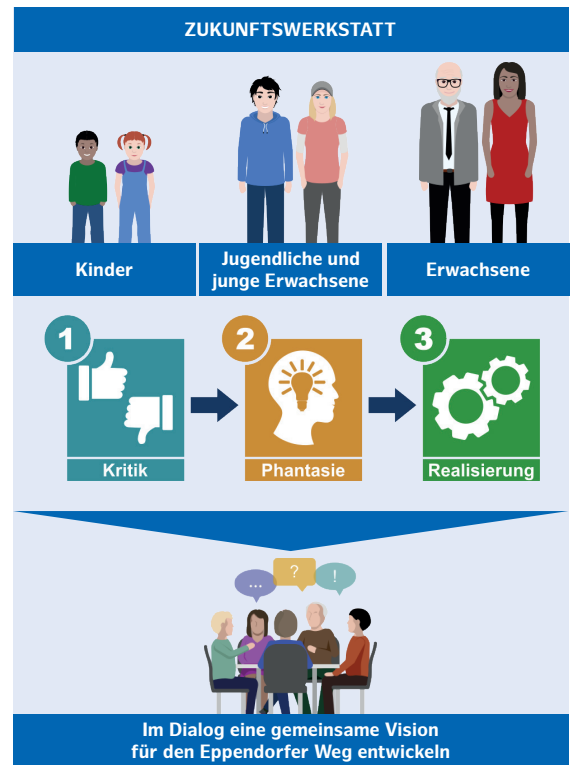 ZUKUNFTSWERKSTATT
Kinder
Jugendliche und
junge Erwachsene
Erwachsene
1
2
3
Kritik
Phantasie
Realisierung
...
?
!
Im Dialog eine gemeinsame Vision
für den Eppendorfer Weg entwickeln